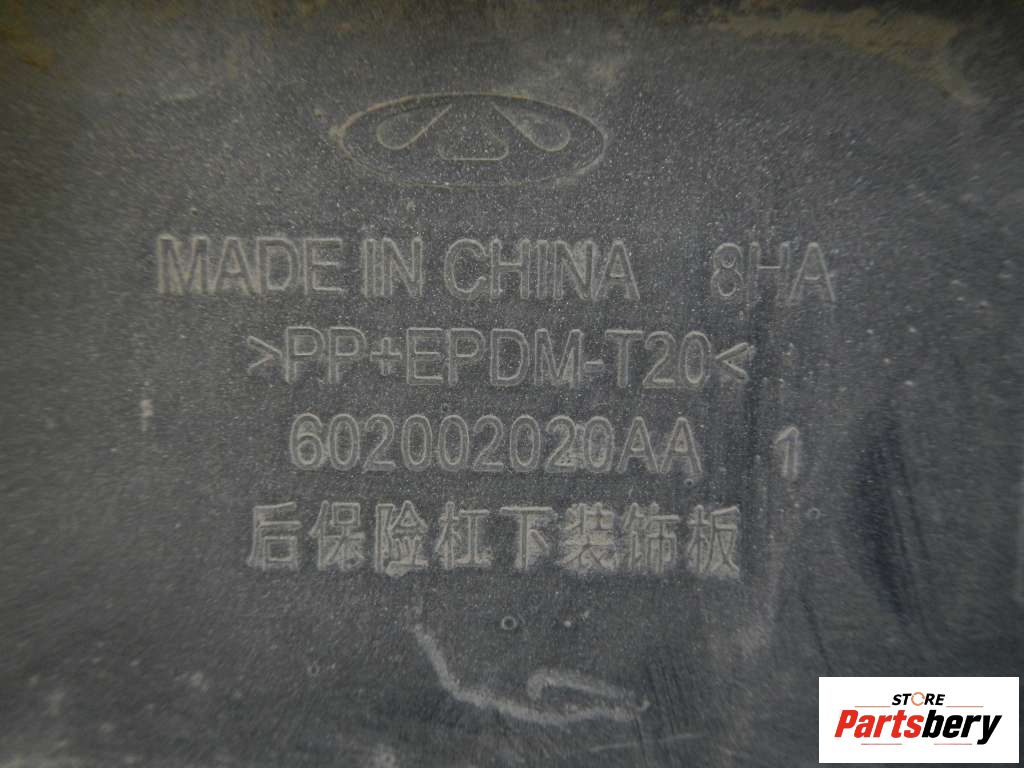 MADE IN CHINA 8HA
>PP+EPDM-T20<
602002020AA 1
后保险杠下装饰板
STORE
Partsbery